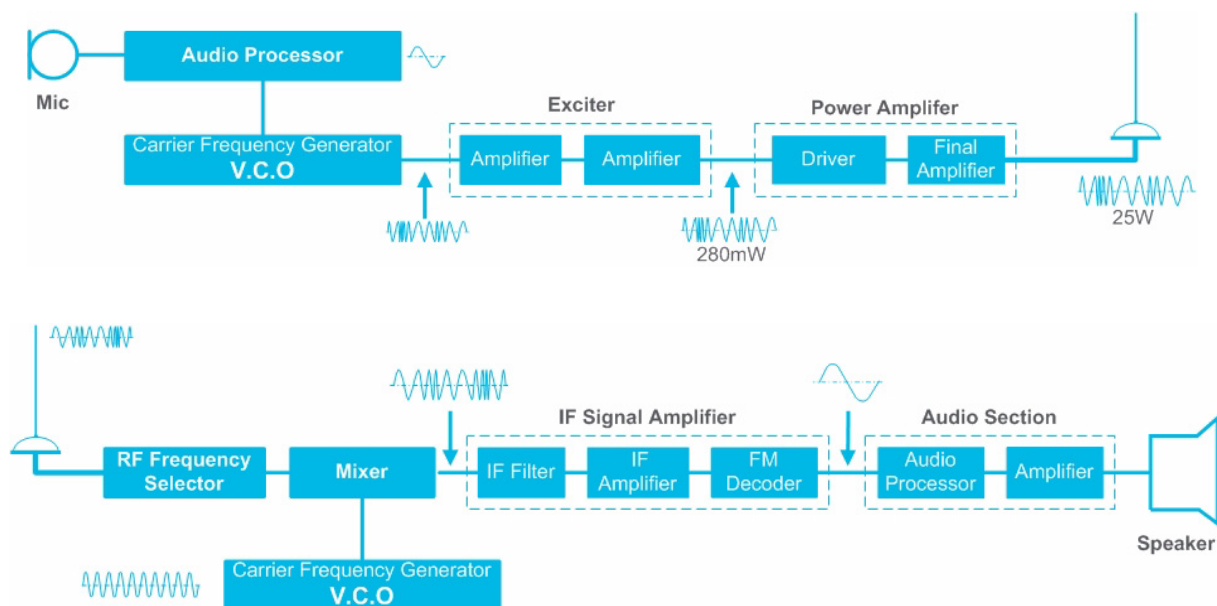 Audio Processor
Mic
Carrier Frequency Generator
V.C.O
Exciter
Amplifier
Amplifier
280mW
Power Amplifer
Driver
Final
Amplifier
25W
RF Frequency
Selector
Mixer
Carrier Frequency Generator
V.C.O
IF Signal Amplifier
IF Filter
IF
Amplifier
FM
Decoder
Audio Section
Audio
Processor
Amplifier
Speaker